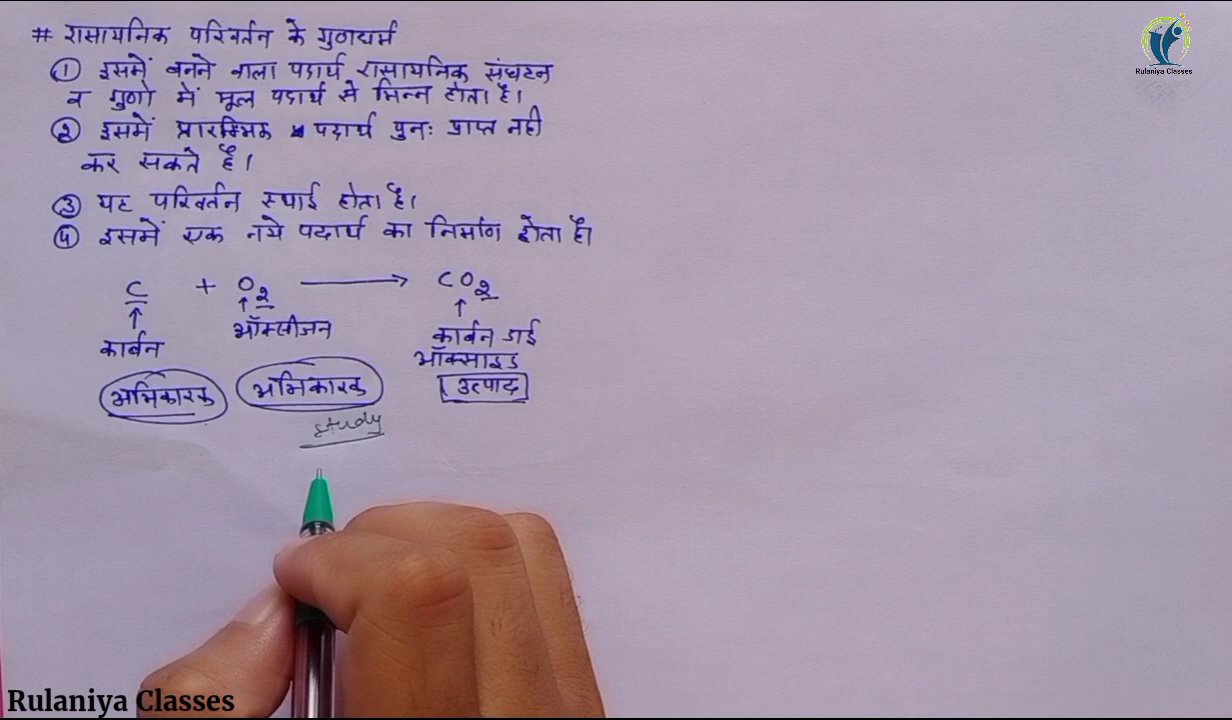 # रासायनिक परिवर्तन के गुणधर्म
① इसमें बनने वाला पदार्थ रासायनिक संघटन
व गुणो में मूल पदार्थ से भिन्न होता है।
② इसमें प्रारम्भिक पदार्थ पुनः प्राप्त नही
कर सकते है।
③ यह परिवर्तन स्थाई होता है।
④ इसमें एक नये पदार्थ का निर्माण होता है।
C + O₂ ⟶ CO₂
↑ ↑ ↑
कार्बन ऑक्सीजन कार्बन डाई
ऑक्साइड
अभिकारक अभिकारक उत्पाद
study
Rulaniya Classes
Rulaniya Classes